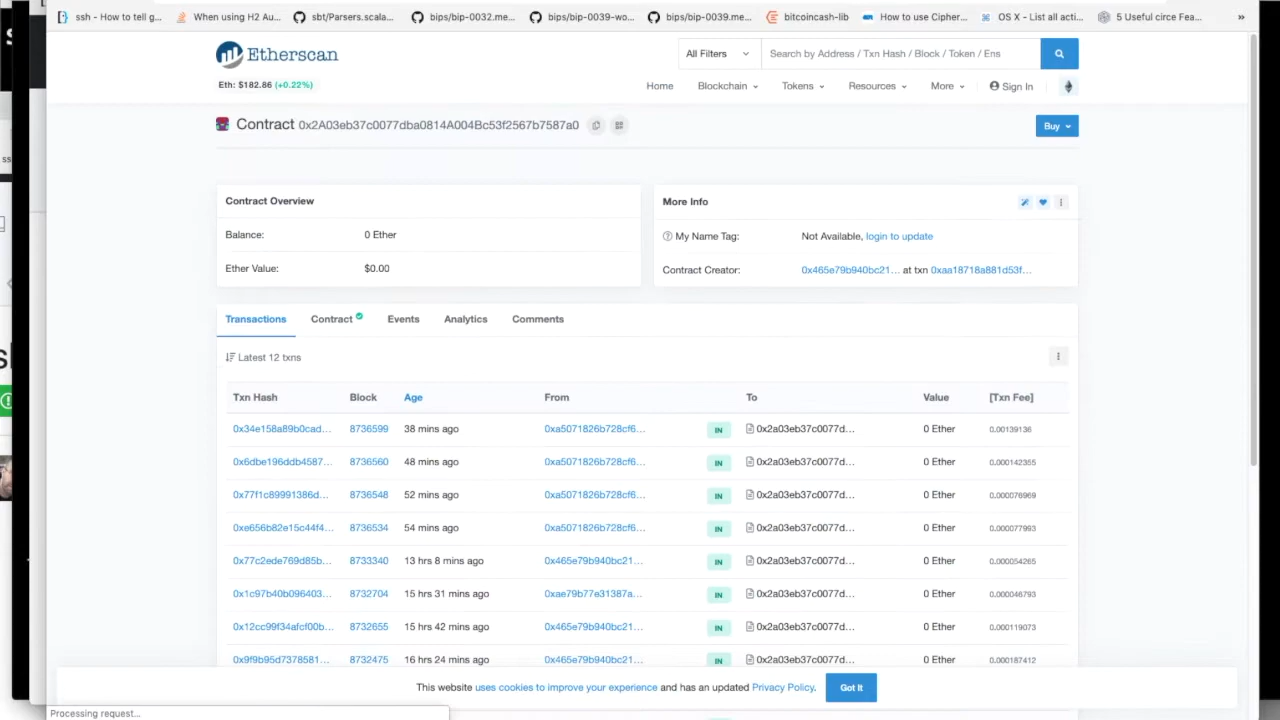 ssh - How to tell g... When using H2 Au... sbt/Parsers.scala... bips/bip-0032.me... bips/bip-0039-wo... bips/bip-0039.me... bitcoincash-lib How to use Cipher... OS X - List all acti... 5 Useful circe Fea... »
Etherscan
All Filters Search by Address / Txn Hash / Block / Token / Ens
Eth: $182.86 (+0.22%)
Home Blockchain Tokens Resources More Sign In
Contract 0x2A03eb37c0077dba0814A004Bc53f2567b7587a0
Buy
Contract Overview
Balance: 0 Ether
Ether Value: $0.00
More Info
My Name Tag: Not Available, login to update
Contract Creator: 0x465e79b940bc21... at txn 0xaa18718a881d53f...
Transactions Contract Events Analytics Comments
Latest 12 txns
Txn Hash Block Age From To Value [Txn Fee]
0x34e158a89b0cad... 8736599 38 mins ago 0xa5071826b728cf6... IN 0x2a03eb37c0077d... 0 Ether 0.00139136
0x6dbe196ddb4587... 8736560 48 mins ago 0xa5071826b728cf6... IN 0x2a03eb37c0077d... 0 Ether 0.000142355
0x77f1c89991386d... 8736548 52 mins ago 0xa5071826b728cf6... IN 0x2a03eb37c0077d... 0 Ether 0.000076969
0xe656b82e15c44f4... 8736534 54 mins ago 0xa5071826b728cf6... IN 0x2a03eb37c0077d... 0 Ether 0.000077993
0x77c2ede769d85b... 8733340 13 hrs 8 mins ago 0x465e79b940bc21... IN 0x2a03eb37c0077d... 0 Ether 0.000054265
0x1c97b40b096403... 8732704 15 hrs 31 mins ago 0xae79b77e31387a... IN 0x2a03eb37c0077d... 0 Ether 0.000046793
0x12cc99f34afcf00b... 8732655 15 hrs 42 mins ago 0x465e79b940bc21... IN 0x2a03eb37c0077d... 0 Ether 0.000119073
0x9f9b95d7378581... 8732475 16 hrs 24 mins ago 0x465e79b940bc21... IN 0x2a03eb37c0077d... 0 Ether 0.000187412
This website uses cookies to improve your experience and has an updated Privacy Policy. Got It
Processing request...